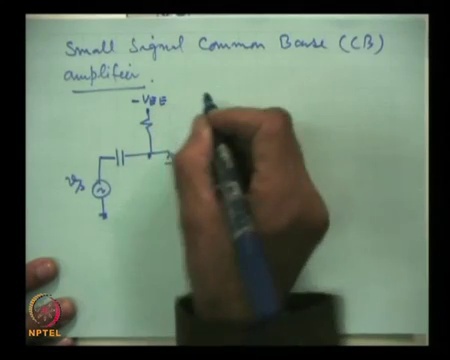 Small Signal Common Base (CB)
amplifier.
-VEE
vs
NPTEL